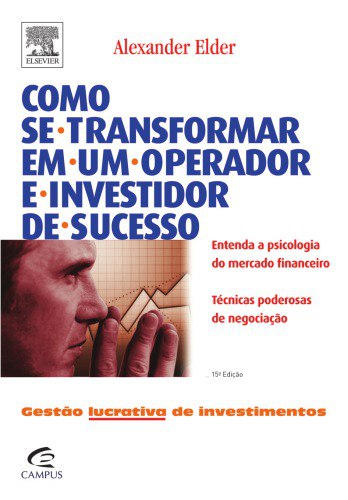 ELSEVIER
Alexander Elder
COMO
SE·TRANSFORMAR
EM·UM·OPERADOR
E·INVESTIDOR
DE·SUCESSO
Entenda a psicologia
do mercado financeiro
Técnicas poderosas
de negociação
15ª Edição
Gestão lucrativa de investimentos
CAMPUS